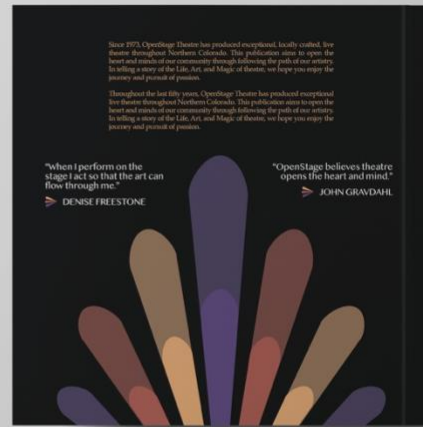 Since 1973, OpenStage Theatre has produced exceptional, locally crafted, live
theatre throughout Northern Colorado. This publication aims to open the
heart and minds of our community through following the path of our artistry.
In telling a story of the Life, Art, and Magic of theatre, we hope you enjoy the
journey and pursuit of passion.
Throughout the last fifty years, OpenStage Theatre has produced exceptional
live theatre throughout Northern Colorado. This publication aims to open the
heart and minds of our community through following the path of our artistry.
In telling a story of the Life, Art, and Magic of theatre, we hope you enjoy the
journey and pursuit of passion.
"When I perform on the
stage I act so that the art can
flow through me."
DENISE FREESTONE
"OpenStage believes theatre
opens the heart and mind."
JOHN GRAVDAHL